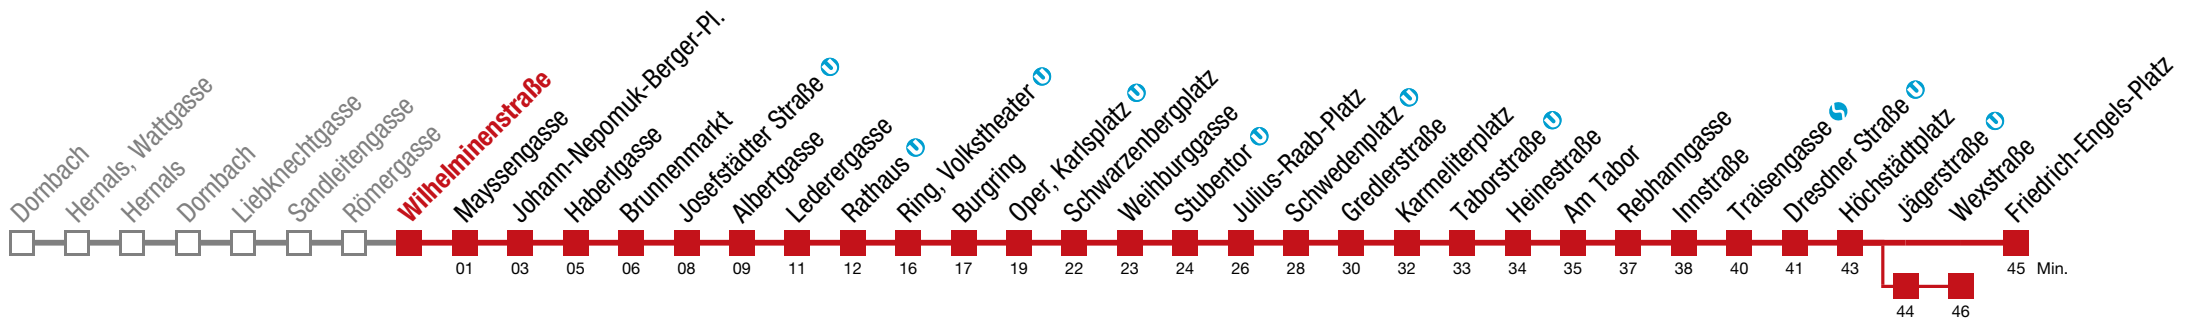 Dornbach
Hernals, Wattgasse
Hernals
Dornbach
Liebknechtgasse
Sandleitengasse
Römergasse
Wilhelminenstraße
Mayssengasse
Johann-Nepomuk-Berger-Pl.
Haberlgasse
Brunnenmarkt
Josefstädter Straße U
Albertgasse
Lederergasse
Rathaus U
Ring, Volkstheater U
Burgring
Oper, Karlsplatz U
Schwarzenbergplatz
Weihburggasse
Stubentor U
Julius-Raab-Platz
Schwedenplatz U
Gredlerstraße
Karmeliterplatz
Taborstraße U
Heinestraße
Am Tabor
Rebhanngasse
Innstraße
Traisengasse S
Dresdner Straße U
Höchstädtplatz
Jägerstraße U
Wexstraße
Friedrich-Engels-Platz
01 03 05 06 08 09 11 12 16 17 19 22 23 24 26 28 30 32 33 34 35 37 38 40 41 43 45 Min.
44 46